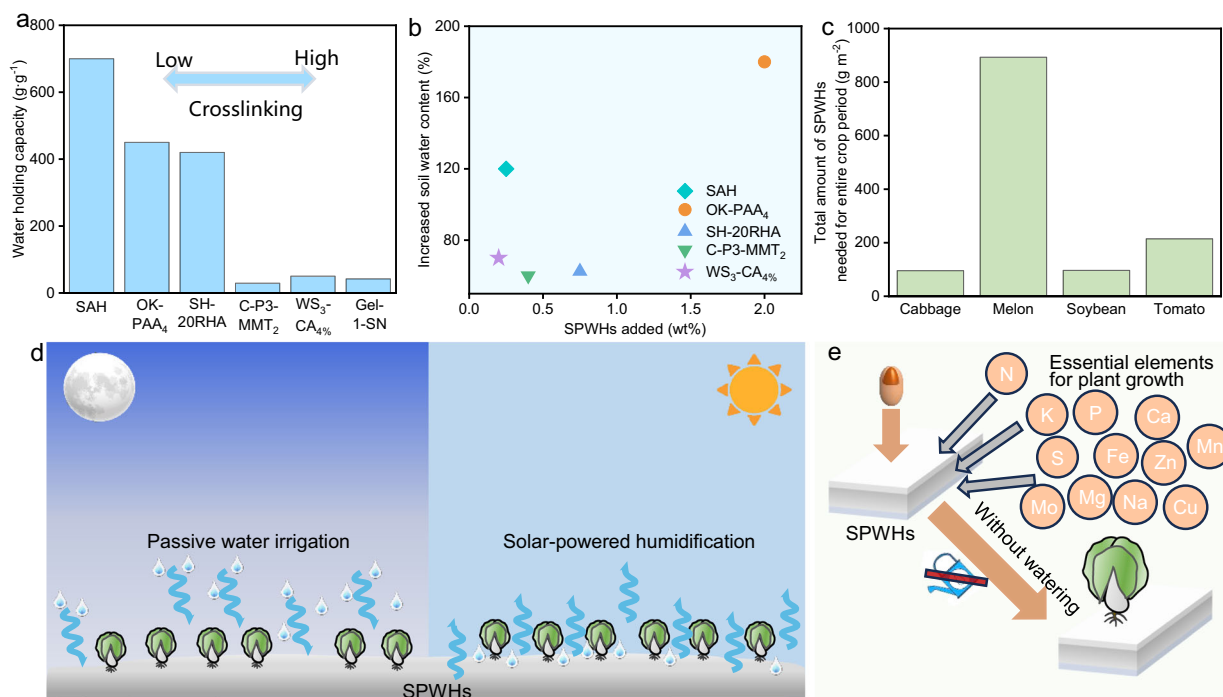 a
Water holding capacity (g·g⁻¹)
800
600
400
200
0
Low
High
Crosslinking
SAH
OK-
PAA₄
SH-
20RHA
C-P3-
MMT₂
WS₃-
CA₄%
Gel-
1-SN
b
Increased soil water content (%)
200
160
120
80
SAH
OK-PAA₄
SH-20RHA
C-P3-MMT₂
WS₃-CA₄%
0.0
0.5
1.0
1.5
2.0
SPWHs added (wt%)
c
Total amount of SPWHs
needed for entire crop period (g m⁻²)
1000
800
600
400
200
0
Cabbage
Melon
Soybean
Tomato
d
Passive water irrigation
Solar-powered humidification
SPWHs
e
Essential elements
for plant growth
N
K
P
Ca
S
Fe
Zn
Mn
Mo
Mg
Na
Cu
SPWHs
Without watering